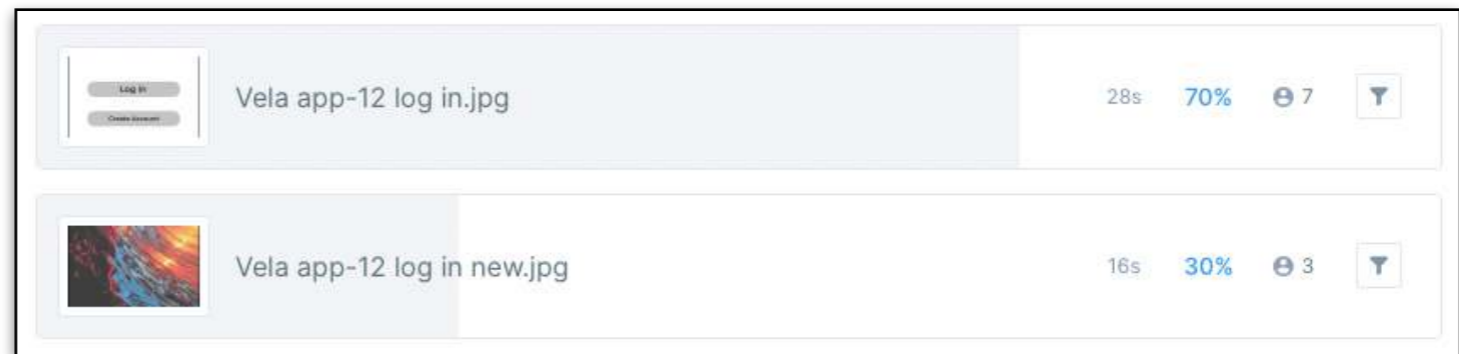 Log in
Create Account
Vela app-12 log in.jpg
28s 70% 7
Vela app-12 log in new.jpg
16s 30% 3